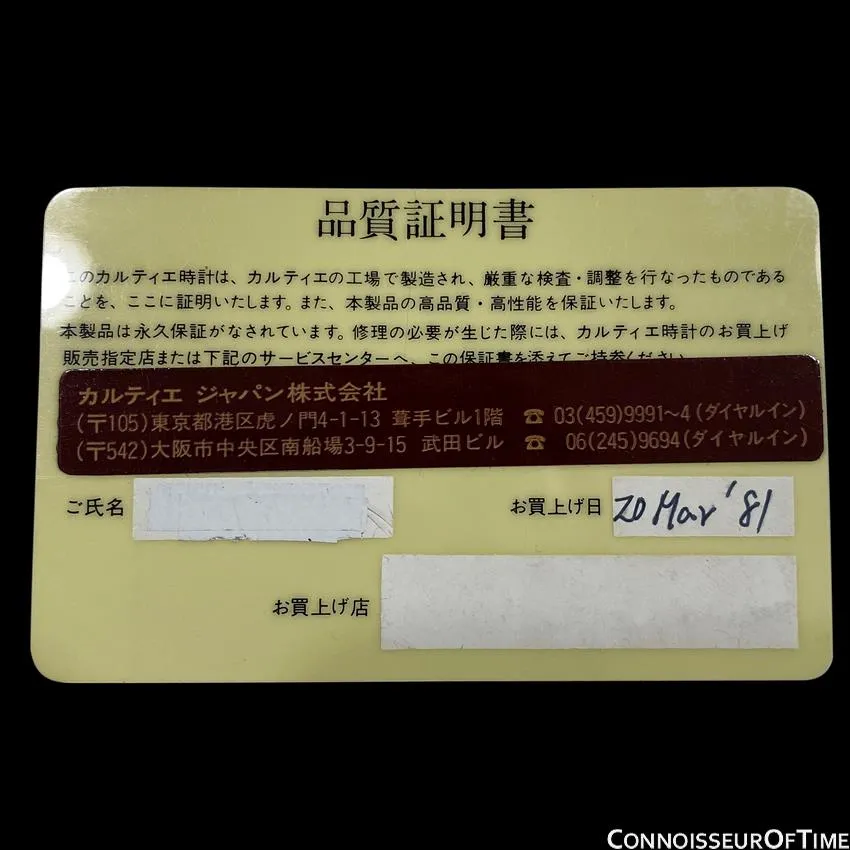 品質証明書
このカルティエ時計は、カルティエの工場で製造され、厳重な検査・調整を行なったものである
ことを、ここに証明いたします。また、本製品の高品質・高性能を保証いたします。
本製品は永久保証がなされています。修理の必要が生じた際には、カルティエ時計のお買上げ
販売指定店または下記のサービスセンターへ、この保証書を添えてご持参ください。
カルティエ ジャパン株式会社
(〒105)東京都港区虎ノ門4-1-13 葺手ビル1階 ☎ 03(459)9991~4(ダイヤルイン)
(〒542)大阪市中央区南船場3-9-15 武田ビル ☎ 06(245)9694(ダイヤルイン)
ご氏名
お買上げ日 20 Mar '81
お買上げ店
CONNOISSEUROFTIME